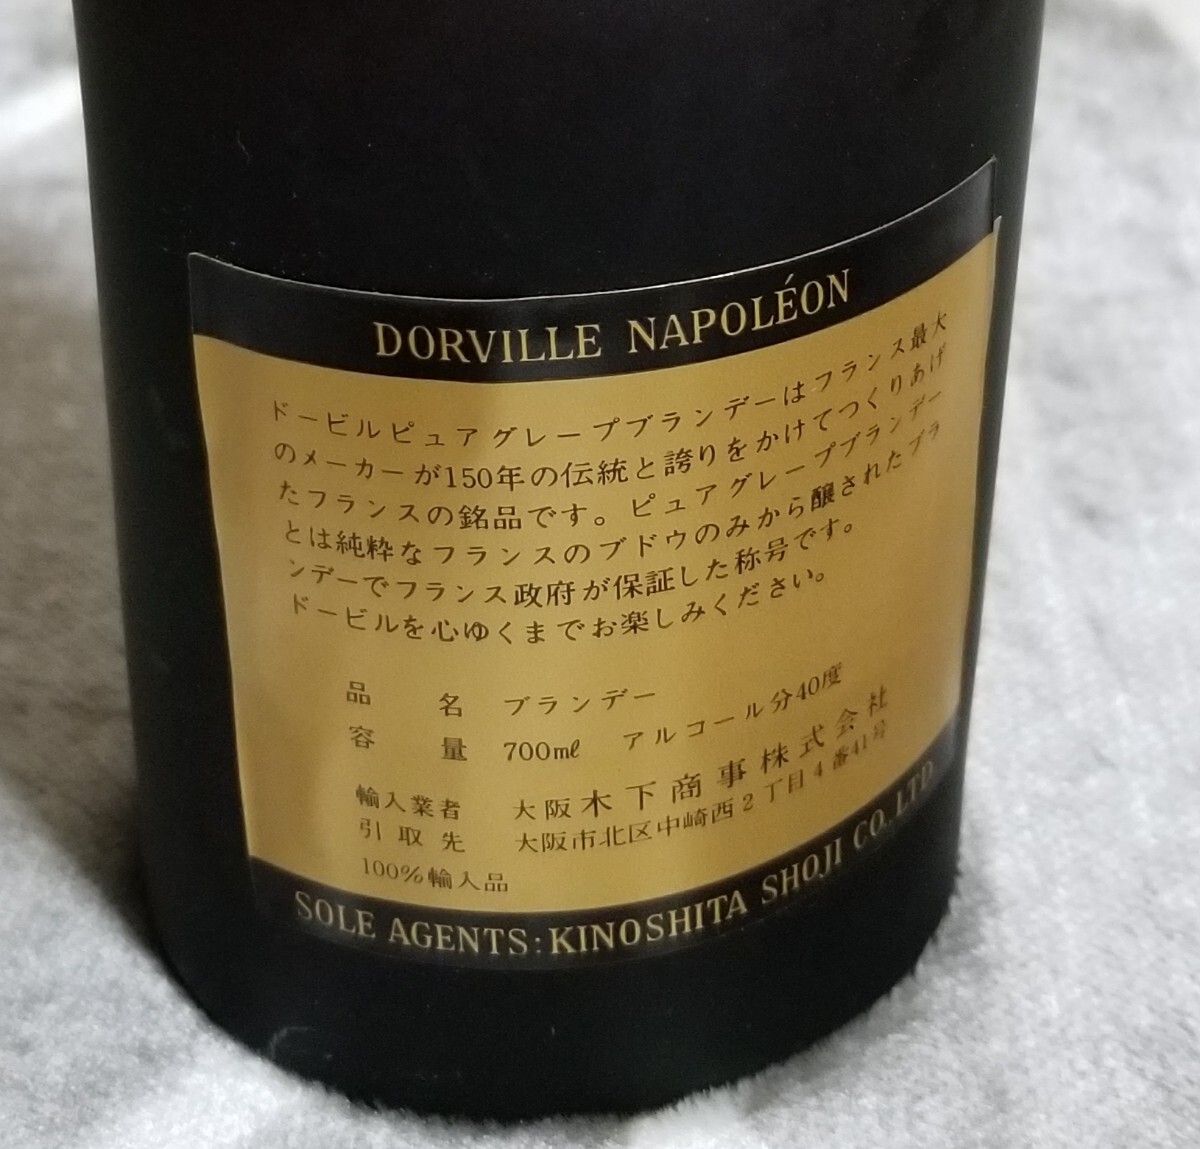 DORVILLE NAPOLÉON
ドービルピュアグレープブランデーはフランス最大
のメーカーが150年の伝統と誇りをかけてつくりあげ
たフランスの銘品です。ピュアグレープブランデー
とは純粋なフランスのブドウのみから醸されたブラ
ンデーでフランス政府が保証した称号です。
ドービルを心ゆくまでお楽しみください。
品 名 ブランデー
容 量 700ml アルコール分40度
輸入業者 大阪木下商事株式会社
引取先 大阪市北区中崎西2丁目4番41号
100%輸入品
SOLE AGENTS:KINOSHITA SHOJI CO.,LTD.